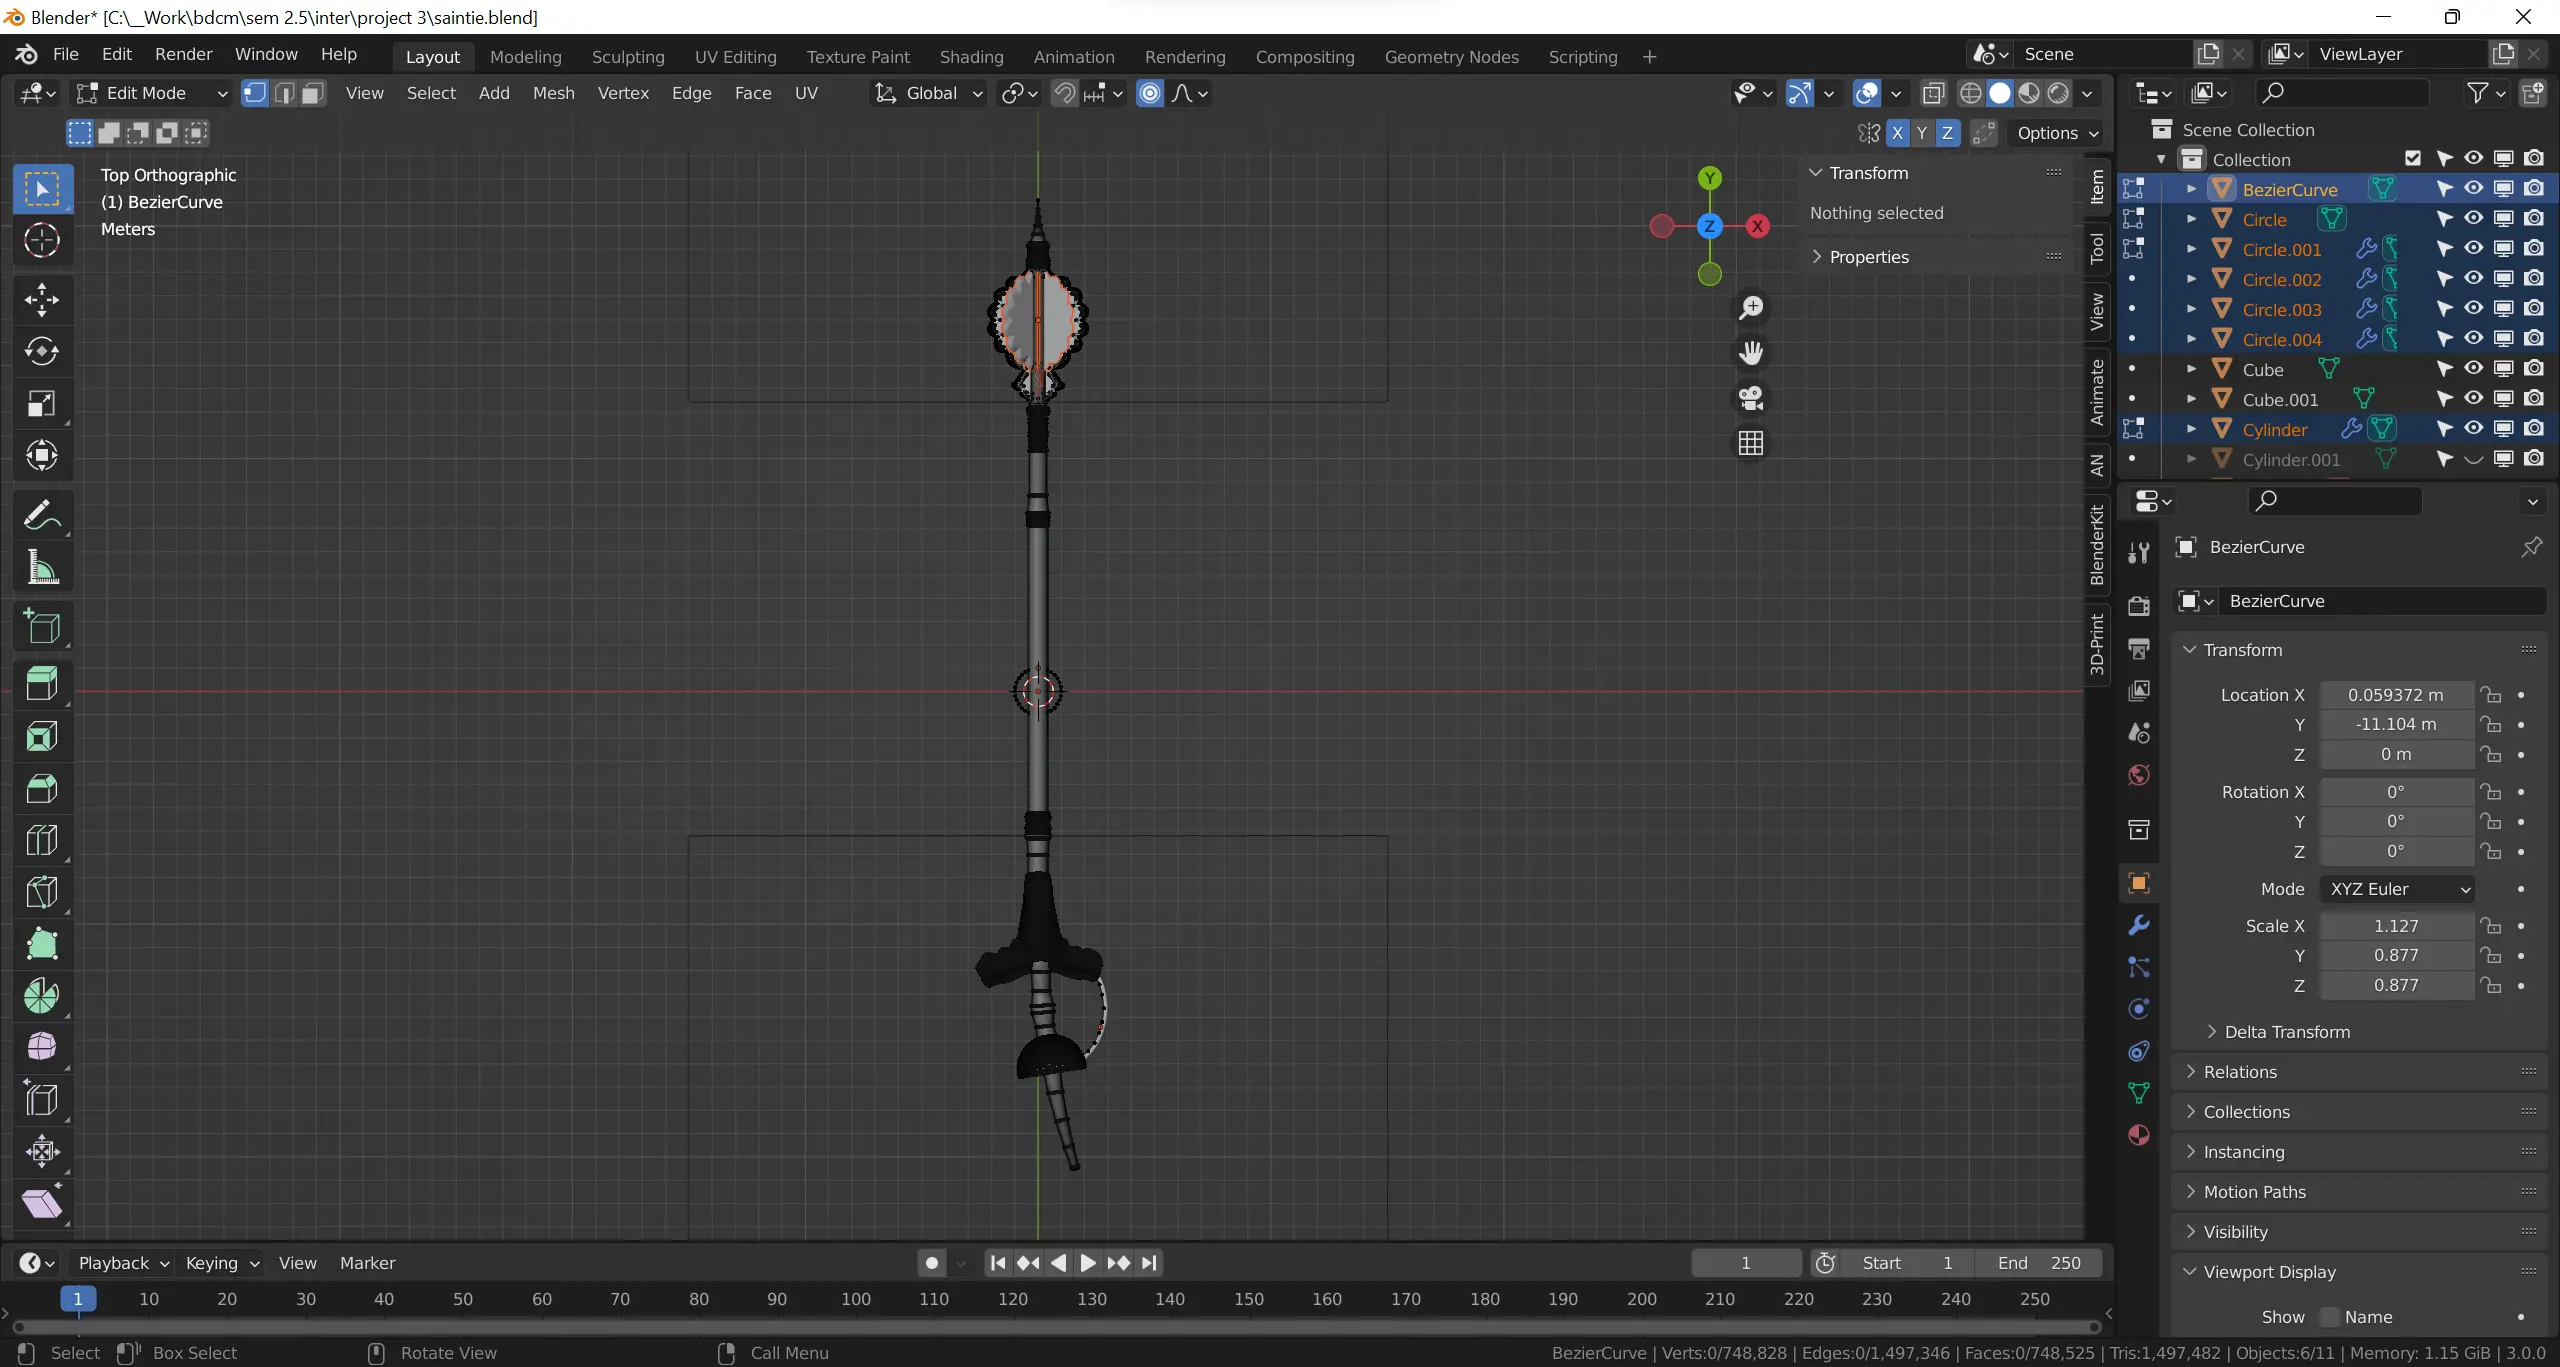 Blender* [C:\__Work\bdcm\sem 2.5\inter\project 3\saintie.blend]
File Edit Render Window Help Layout Modeling Sculpting UV Editing Texture Paint Shading Animation Rendering Compositing Geometry Nodes Scripting + Scene ViewLayer
Edit Mode View Select Add Mesh Vertex Edge Face UV Global
X Y Z Options
Top Orthographic
(1) BezierCurve
Meters
Y
Z X
Transform
Nothing selected
Properties
Item
Tool
View
Animate
AN
BlenderKit
3D-Print
Scene Collection
Collection
BezierCurve
Circle
Circle.001
Circle.002
Circle.003
Circle.004
Cube
Cube.001
Cylinder
Cylinder.001
BezierCurve
BezierCurve
Transform
Location X 0.059372 m
Y -11.104 m
Z 0 m
Rotation X 0°
Y 0°
Z 0°
Mode XYZ Euler
Scale X 1.127
Y 0.877
Z 0.877
Delta Transform
Relations
Collections
Instancing
Motion Paths
Visibility
Viewport Display
Show Name
Playback Keying View Marker 1 Start 1 End 250
1 10 20 30 40 50 60 70 80 90 100 110 120 130 140 150 160 170 180 190 200 210 220 230 240 250
Select Box Select Rotate View Call Menu BezierCurve | Verts:0/748,828 | Edges:0/1,497,346 | Faces:0/748,525 | Tris:1,497,482 | Objects:6/11 | Memory: 1.15 GiB | 3.0.0